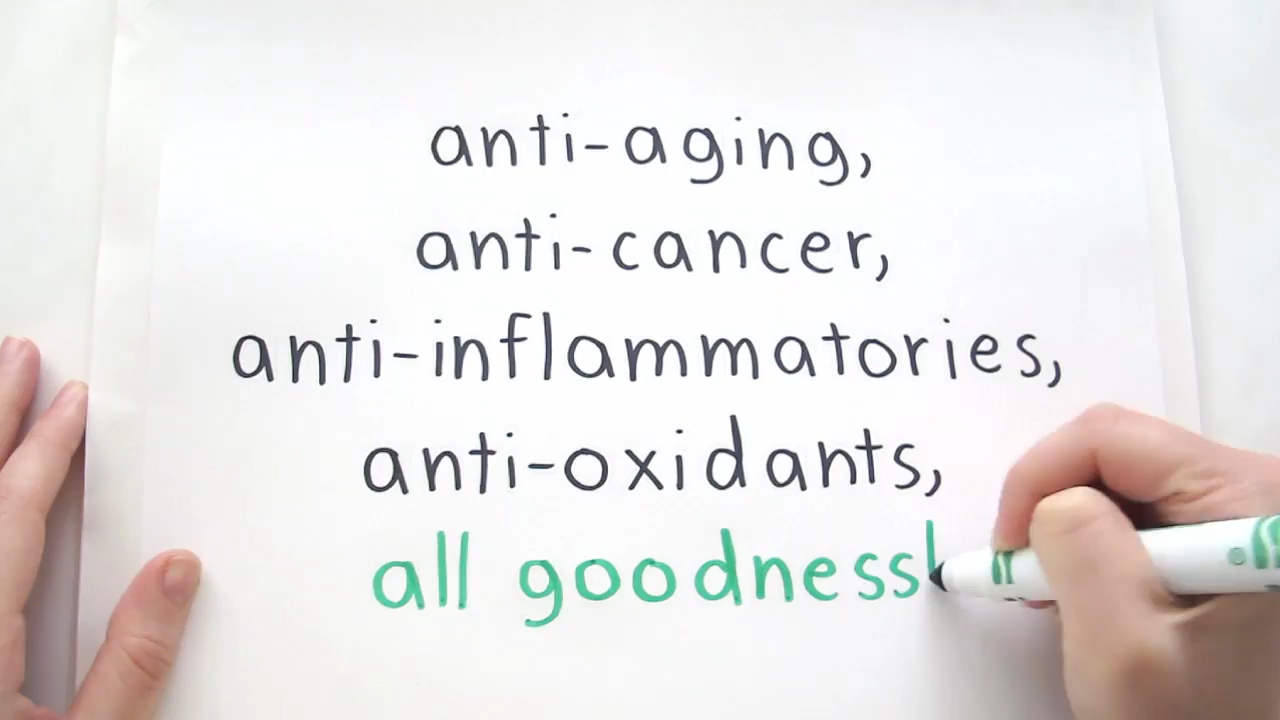 anti-aging,
anti-cancer,
anti-inflammatories,
anti-oxidants,
all goodness!